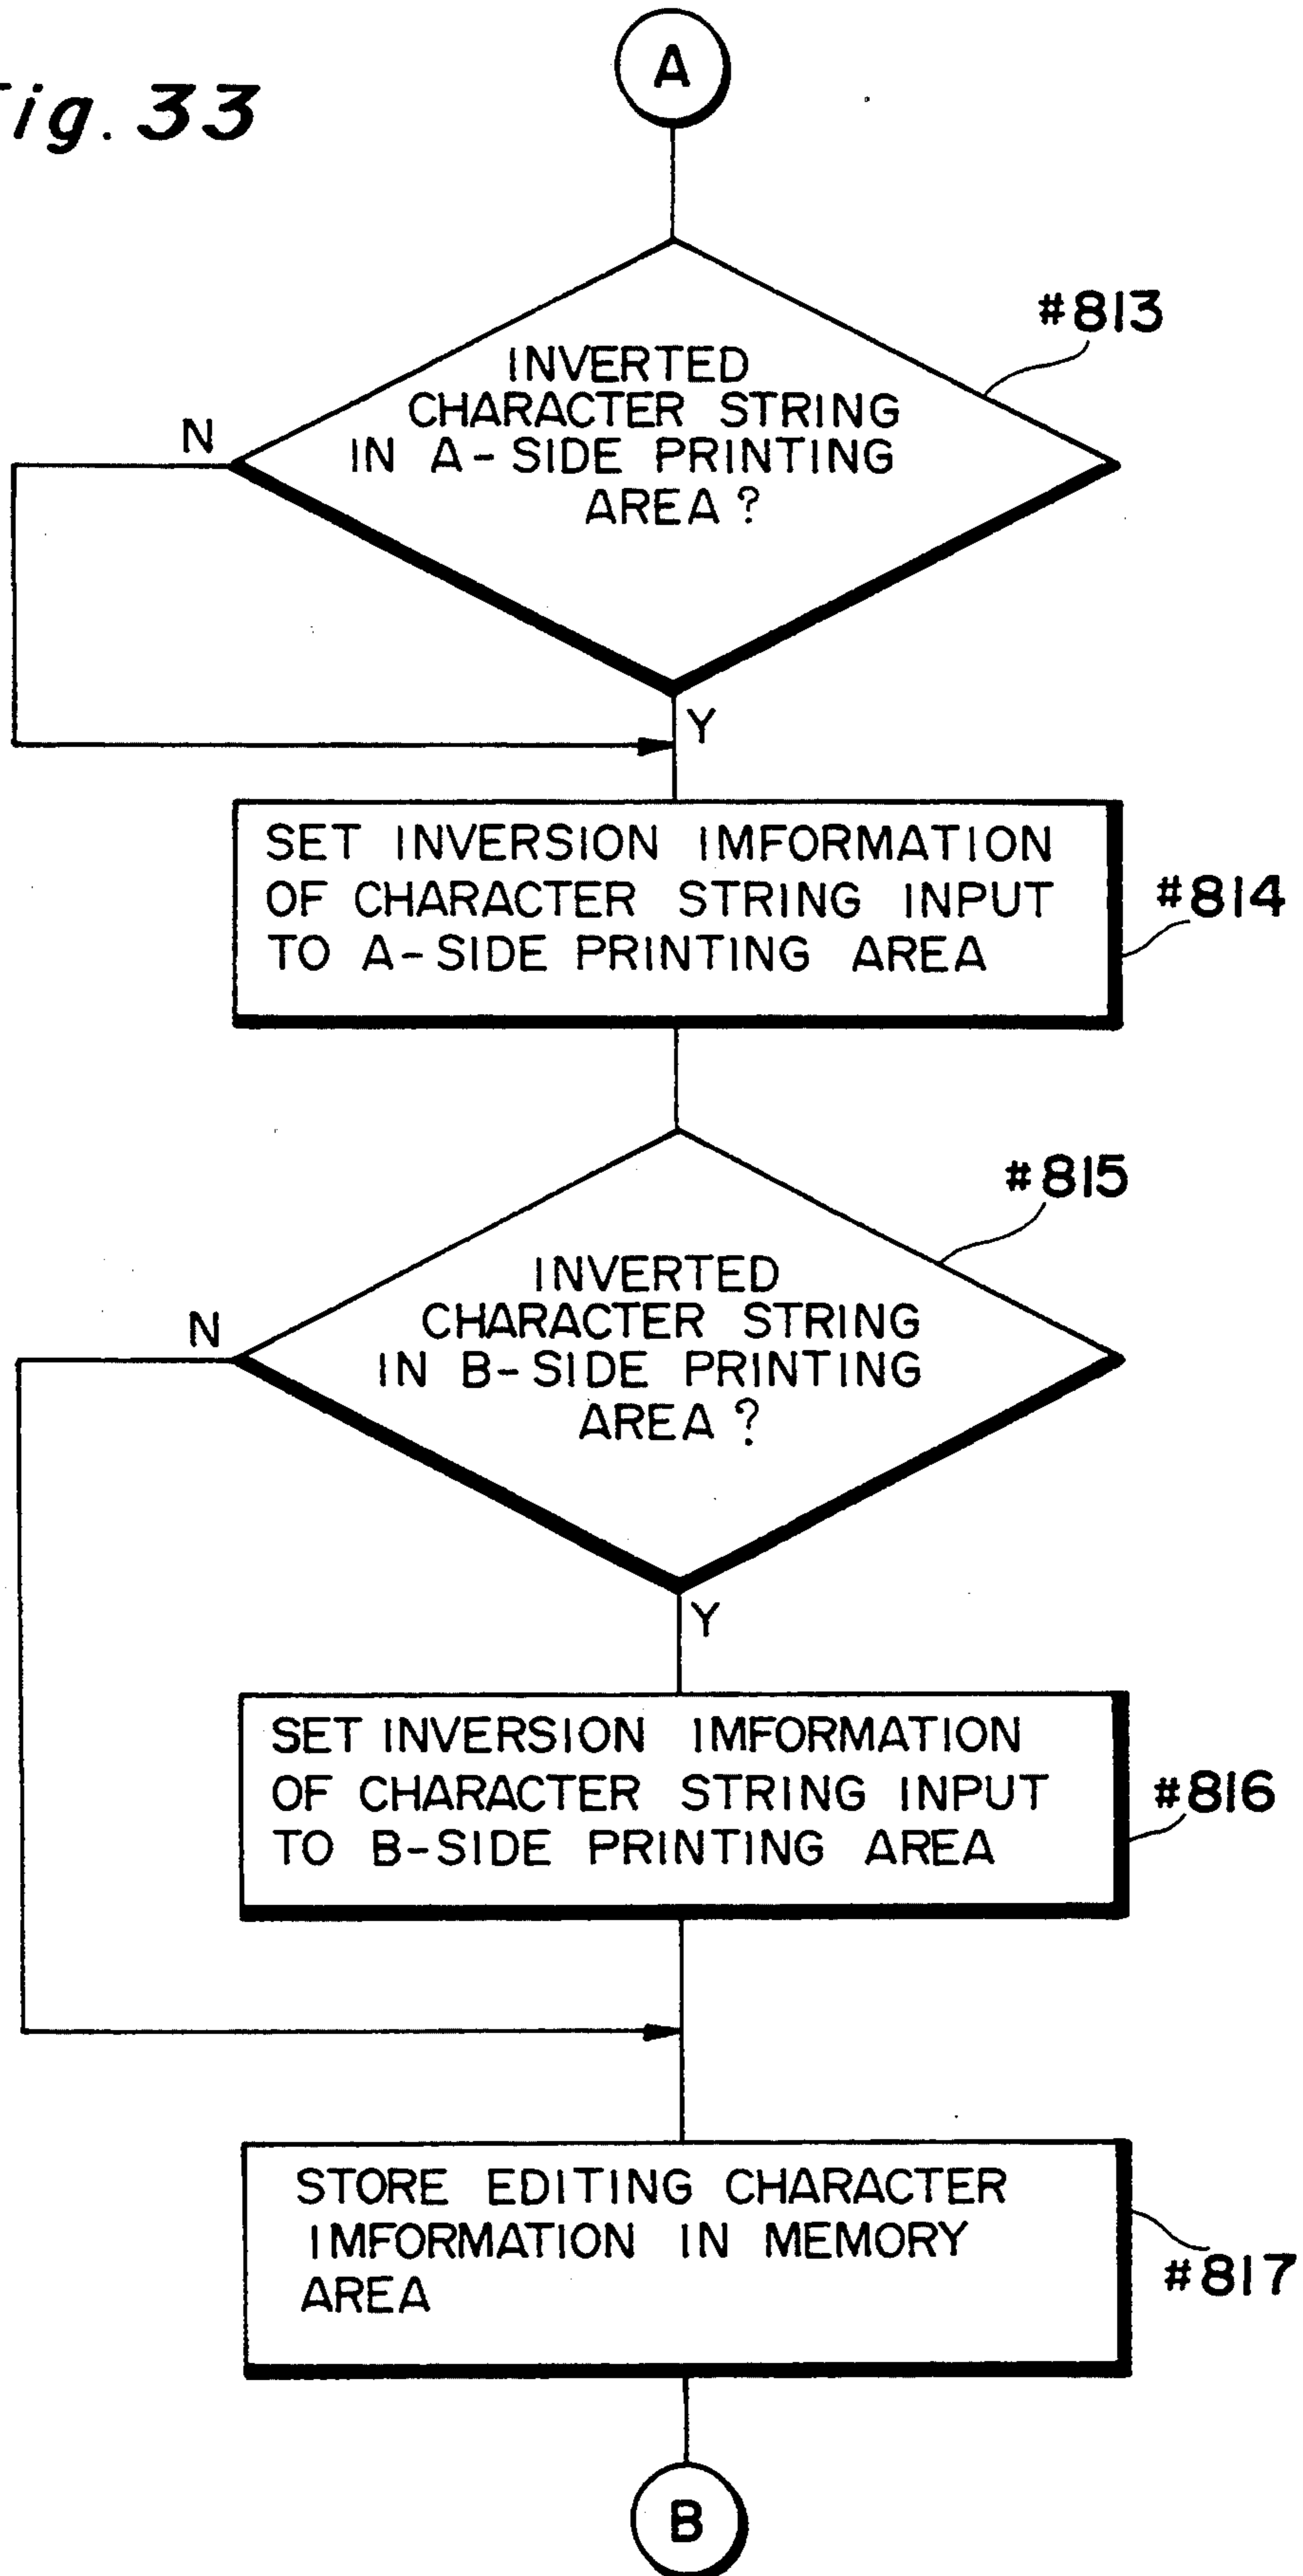 A
Fig. 33
#813
INVERTED
CHARACTER STRING
IN A-SIDE PRINTING
AREA?
N
Y
SET INVERSION IMFORMATION
OF CHARACTER STRING INPUT
TO A-SIDE PRINTING AREA
#814
#815
INVERTED
CHARACTER STRING
IN B-SIDE PRINTING
AREA?
N
Y
SET INVERSION IMFORMATION
OF CHARACTER STRING INPUT
TO B-SIDE PRINTING AREA
#816
STORE EDITING CHARACTER
IMFORMATION IN MEMORY
AREA
#817
B